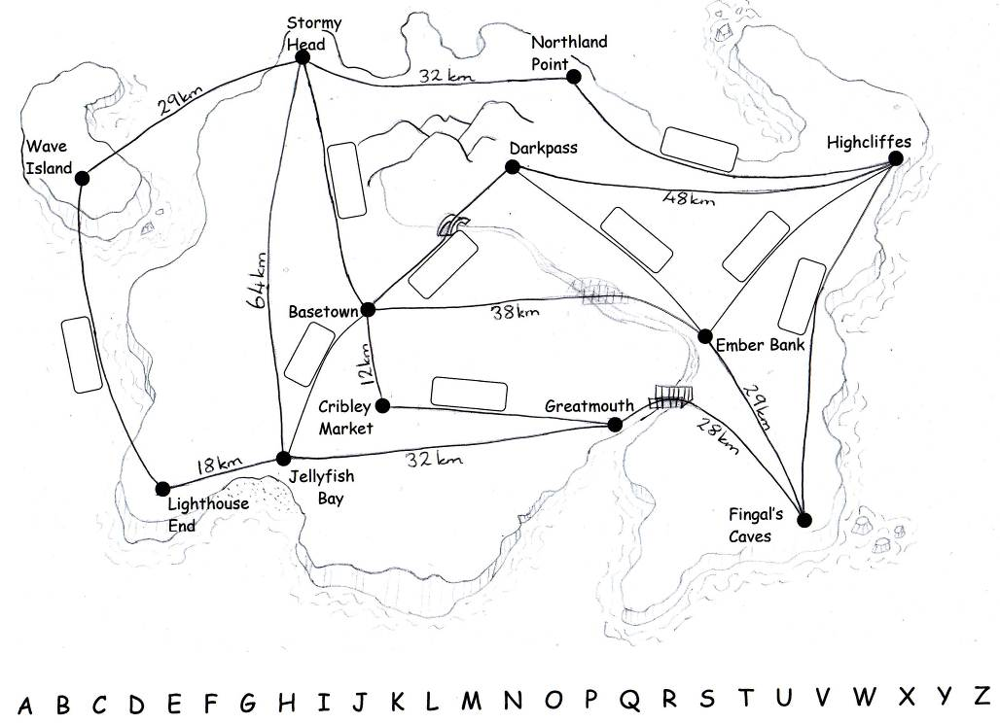 Stormy
Head
Northland
Point
32 km
29km
Wave
Island
Darkpass
Highcliffes
48km
64km
Basetown
38km
Ember Bank
12km
Cribley
Market
Greatmouth
29km
28km
32 km
18km
Jellyfish
Bay
Lighthouse
End
Fingal's
Caves
A B C D E F G H I J K L M N O P Q R S T U V W X Y Z